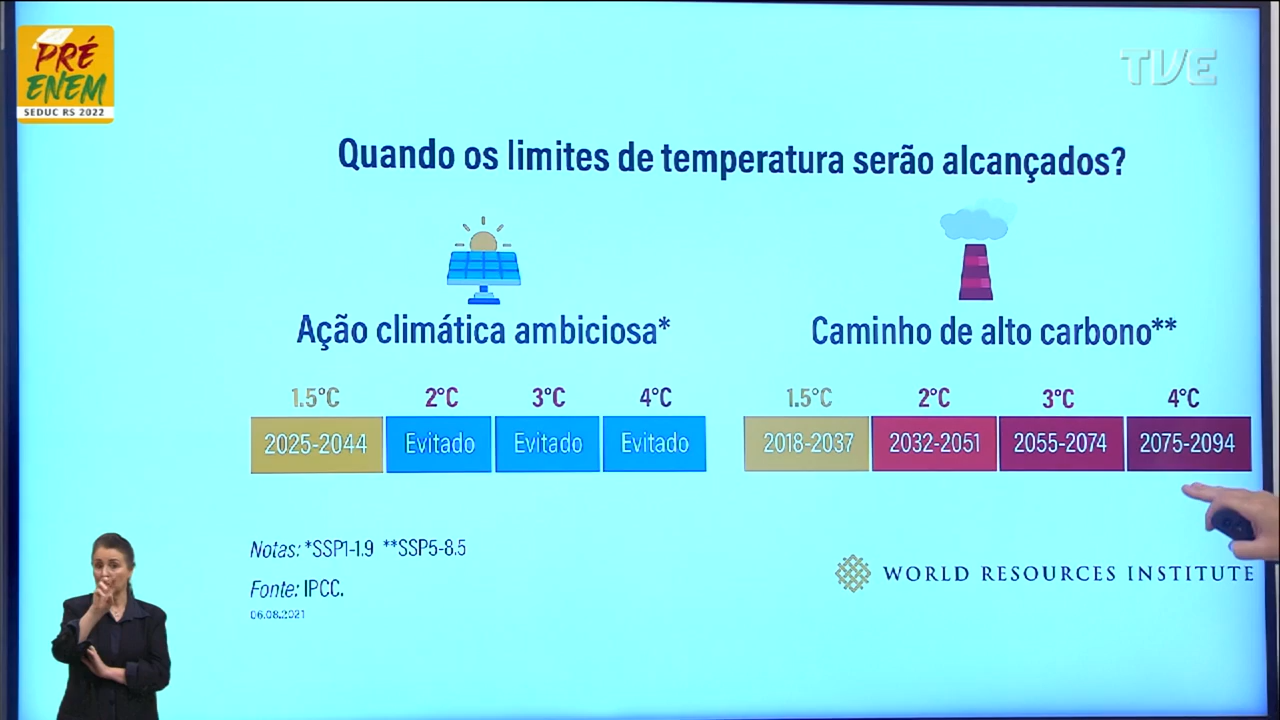 PRÉ
ENEM
SEDUC RS 2022
TVE
Quando os limites de temperatura serão alcançados?
Ação climática ambiciosa*
Caminho de alto carbono**
1.5°C 2°C 3°C 4°C
2025-2044 Evitado Evitado Evitado
1.5°C 2°C 3°C 4°C
2018-2037 2032-2051 2055-2074 2075-2094
Notas: *SSP1-1.9 **SSP5-8.5
Fonte: IPCC.
06.08.2021
WORLD RESOURCES INSTITUTE